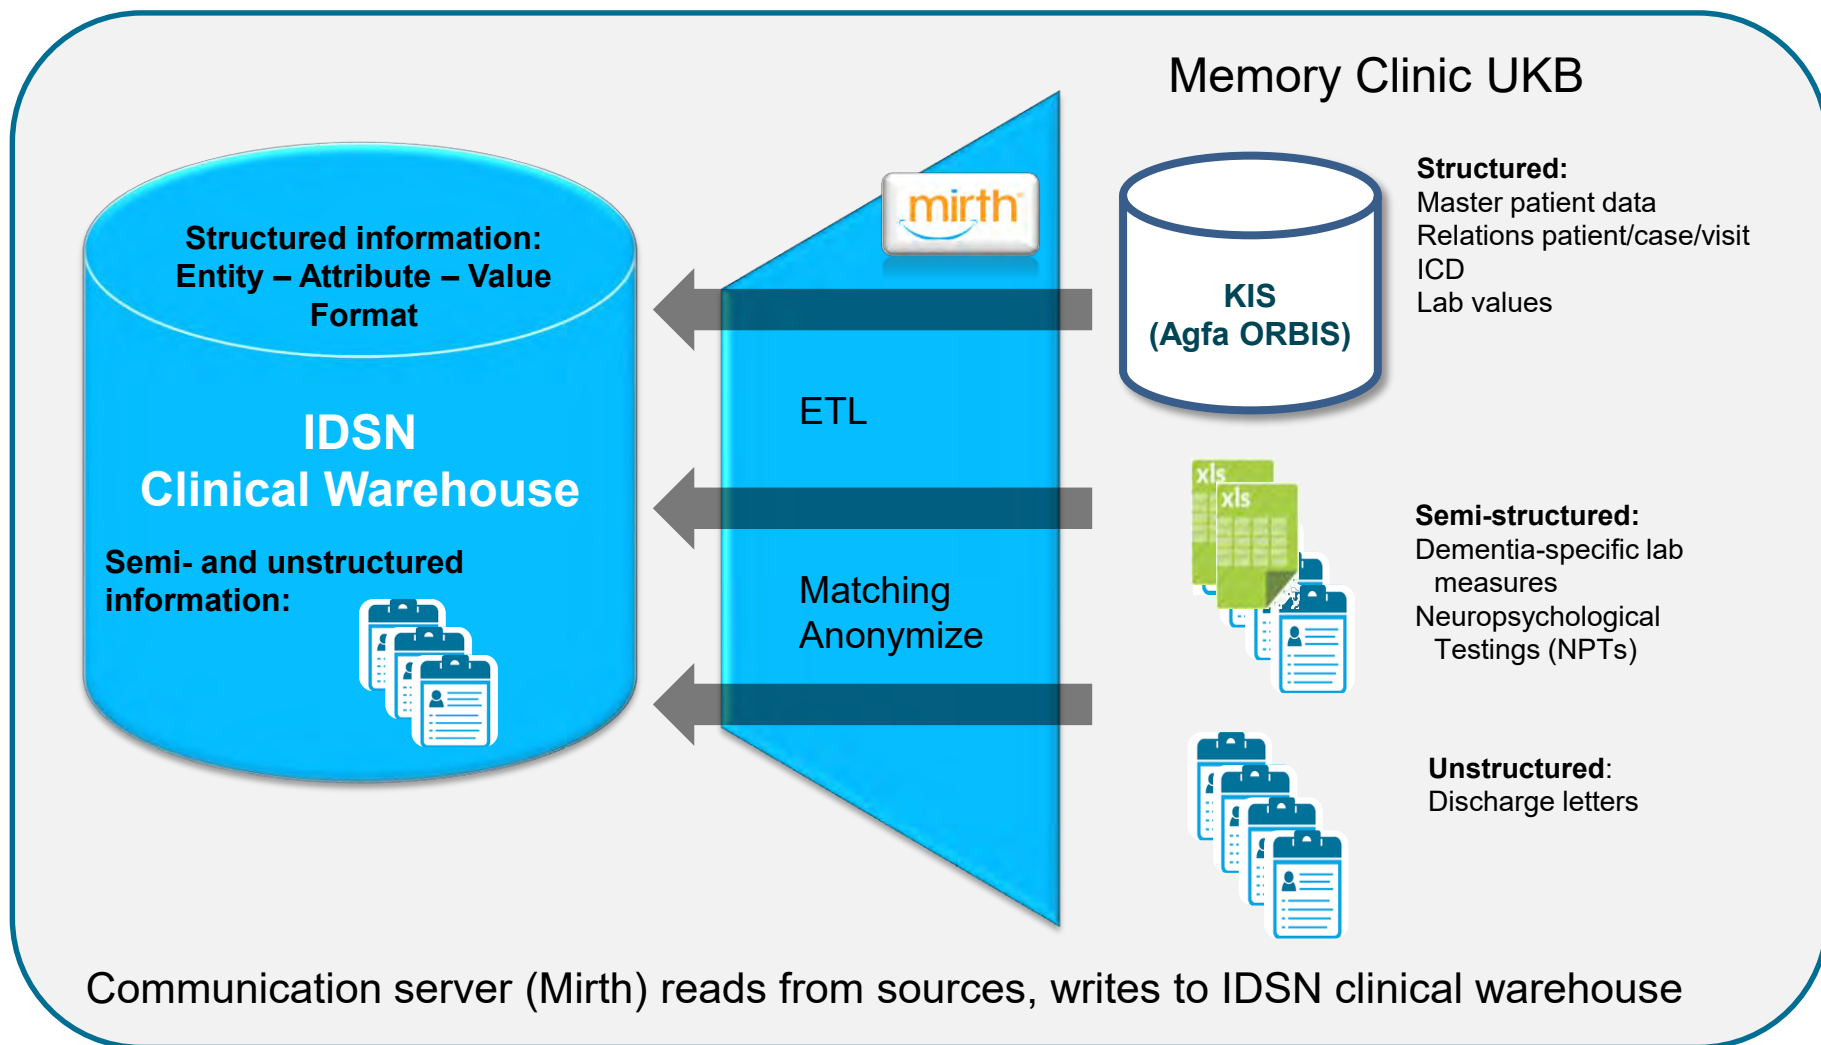 Memory Clinic UKB
Structured information:
Entity – Attribute – Value
Format
IDSN
Clinical Warehouse
Semi- and unstructured
information:
mirth
ETL
Matching
Anonymize
KIS
(Agfa ORBIS)
Structured:
Master patient data
Relations patient/case/visit
ICD
Lab values
xls
xls
Semi-structured:
Dementia-specific lab
measures
Neuropsychological
Testings (NPTs)
Unstructured:
Discharge letters
Communication server (Mirth) reads from sources, writes to IDSN clinical warehouse